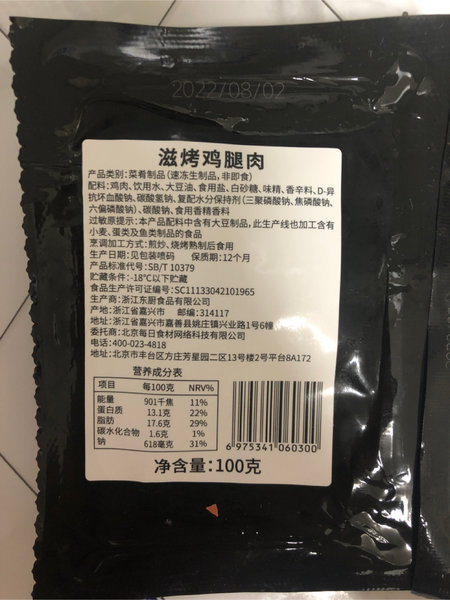 2022/08/02
滋烤鸡腿肉
产品类别:菜肴制品(速冻生制品,非即食)
配料:鸡肉、饮用水、大豆油、食用盐、白砂糖、味精、香辛料、D-异
抗坏血酸钠、碳酸氢钠、复配水分保持剂(三聚磷酸钠、焦磷酸钠、
六偏磷酸钠)、碳酸钠、食用香精香料
过敏原提示:本产品配料中含有大豆制品,此生产线也加工含有
小麦、蛋类及鱼类制品的食品
烹调加工方式:煎炒、烧烤熟制后食用
生产日期:见包装喷码 保质期:12个月
产品标准代号:SB/T 10379
贮藏条件:-18℃以下贮藏
食品生产许可证编号:SC11133042101965
生产商:浙江东厨食品有限公司
产地:浙江省嘉兴市 邮编:314117
地址:浙江省嘉兴市嘉善县姚庄镇兴业路1号6幢
委托商:北京每日食材网络科技有限公司
电话:400-023-4818
地址:北京市丰台区方庄芳星园二区13号楼2号平台8A172
营养成分表
项目 每100克 NRV%
能量 901千焦 11%
蛋白质 13.1克 22%
脂肪 17.6克 29%
碳水化合物 1.6克 1%
钠 618毫克 31%
6 975341 060300
净含量:100克